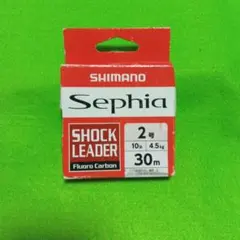 SHIMANO
Sephia
SHOCK
LEADER
Fluoro Carbon
2号
10lb 4.5kg
30m